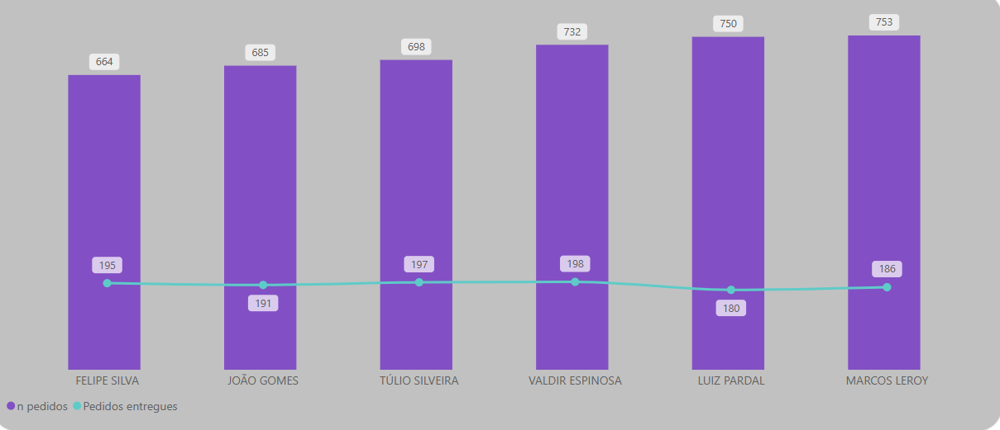 664 685 698 732 750 753
195 191 197 198 180 186
FELIPE SILVA JOÃO GOMES TÚLIO SILVEIRA VALDIR ESPINOSA LUIZ PARDAL MARCOS LEROY
n pedidos Pedidos entregues